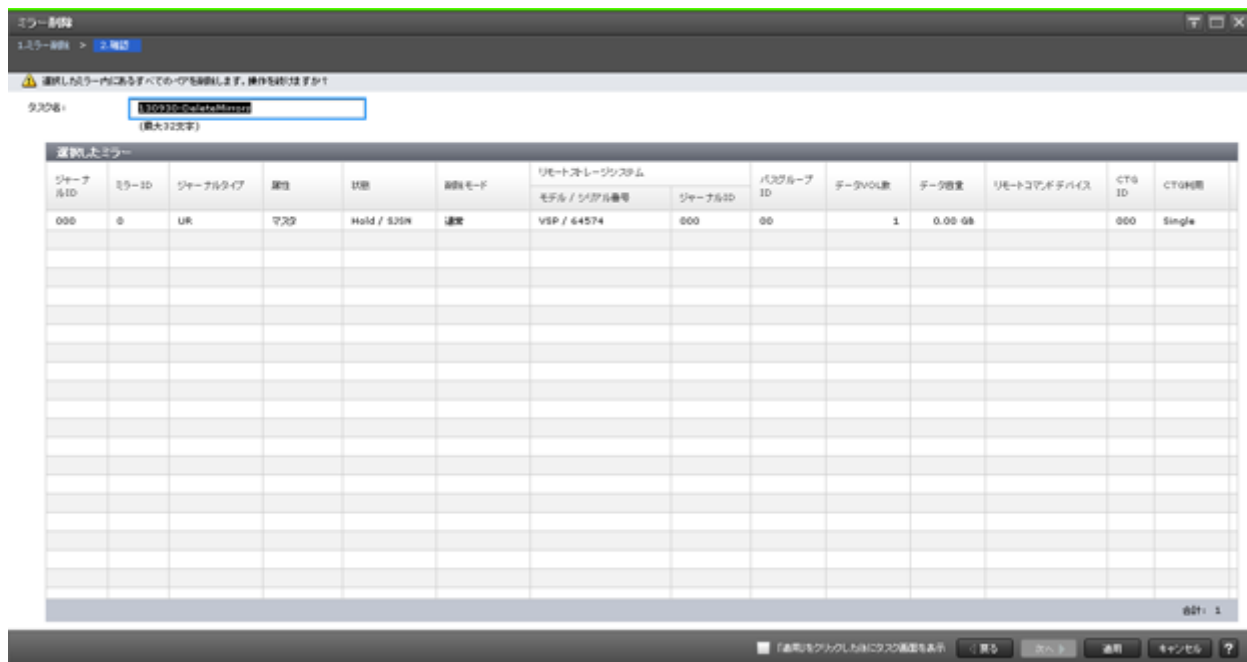 ミラー削除
1.ミラー削除 > 2.確認
選択したミラー内にあるすべてのペアを削除します。操作を続けますか?
タスク名: 130930-DeleteMirrors
(最大32文字)
選択したミラー
ジャーナルID ミラーID ジャーナルタイプ 属性 状態 削除モード リモートストレージシステム パスグループID データVOL数 データ容量 リモートコマンドデバイス CTG ID CTG利用
モデル / シリアル番号 ジャーナルID
000 0 UR マスタ Hold / SJSN 通常 VSP / 64574 000 00 1 0.00 GB 000 Single
合計: 1
「適用」をクリックした後にタスク画面を表示 戻る 次へ 適用 キャンセル ?